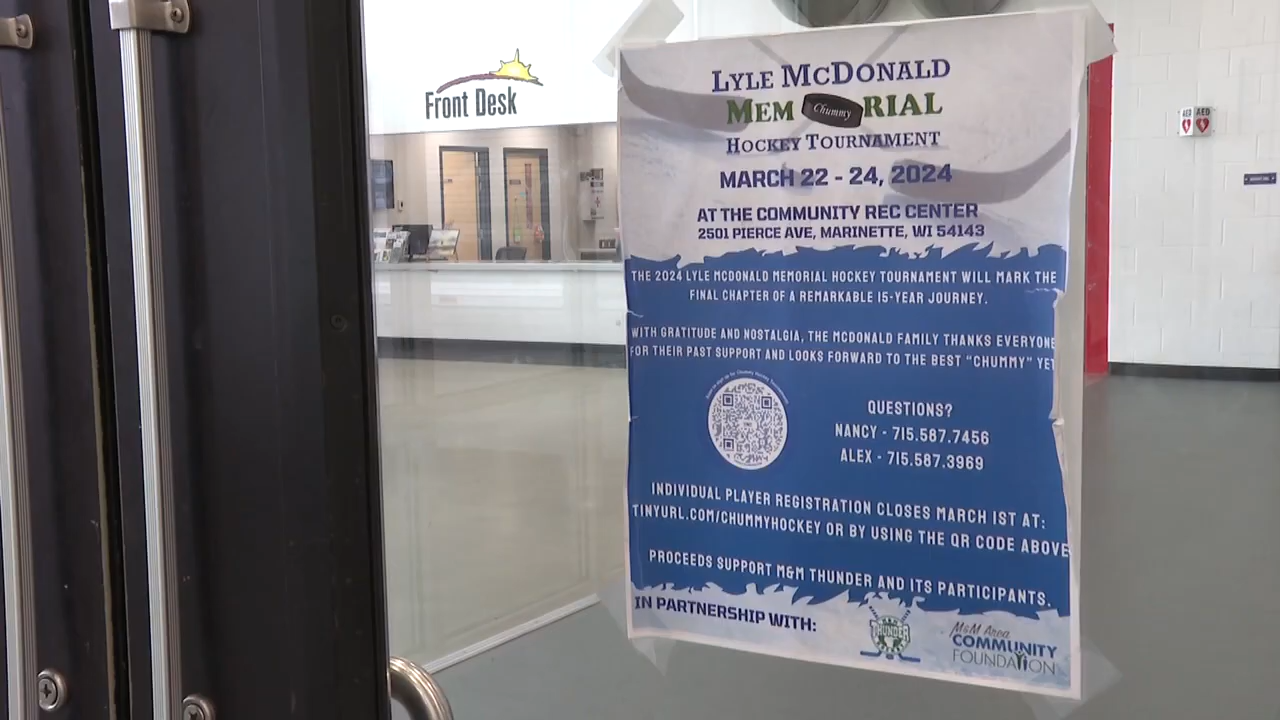 Front Desk
LYLE MCDONALD
MEM Chummy RIAL
HOCKEY TOURNAMENT
MARCH 22 - 24, 2024
AT THE COMMUNITY REC CENTER
2501 PIERCE AVE, MARINETTE, WI 54143
THE 2024 LYLE MCDONALD MEMORIAL HOCKEY TOURNAMENT WILL MARK THE
FINAL CHAPTER OF A REMARKABLE 15-YEAR JOURNEY.
WITH GRATITUDE AND NOSTALGIA, THE MCDONALD FAMILY THANKS EVERYONE
FOR THEIR PAST SUPPORT AND LOOKS FORWARD TO THE BEST "CHUMMY" YET
QUESTIONS?
NANCY - 715.587.7456
ALEX - 715.587.3969
INDIVIDUAL PLAYER REGISTRATION CLOSES MARCH 1ST AT:
TINYURL.COM/CHUMMYHOCKEY OR BY USING THE QR CODE ABOVE
PROCEEDS SUPPORT M&M THUNDER AND ITS PARTICIPANTS.
IN PARTNERSHIP WITH:
THUNDER
M&M Area
COMMUNITY
FOUNDATION
AED AED